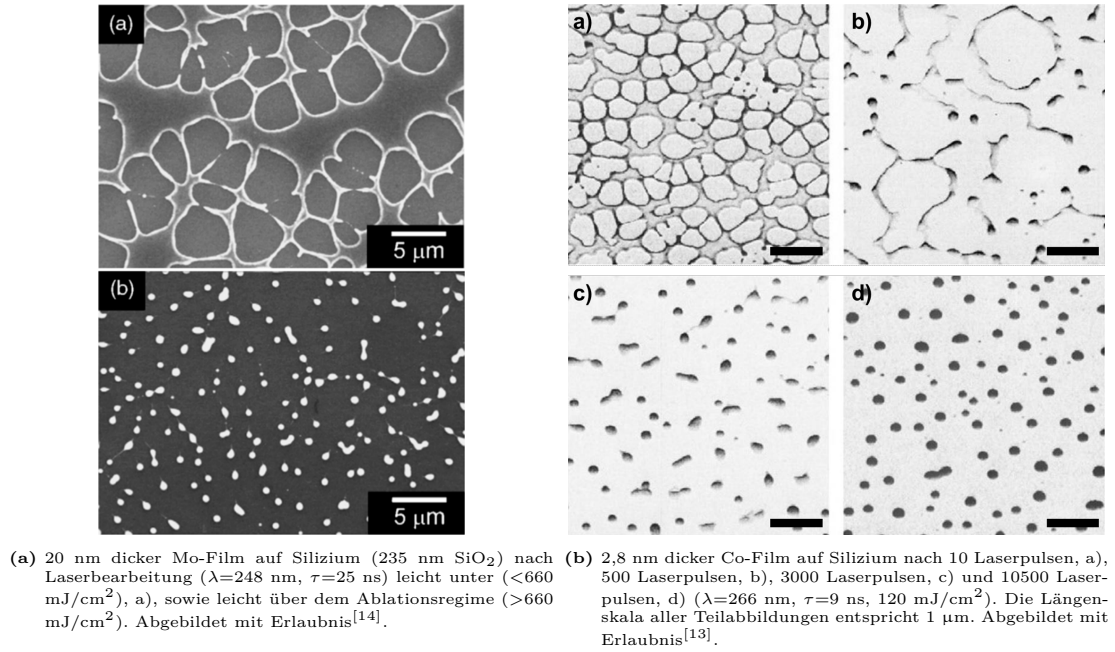 (a)
5 μm
(b)
5 μm
a)
b)
c)
d)
(a) 20 nm dicker Mo-Film auf Silizium (235 nm SiO₂) nach
Laserbearbeitung (λ=248 nm, τ=25 ns) leicht unter (<660
mJ/cm²), a), sowie leicht über dem Ablationsregime (>660
mJ/cm²). Abgebildet mit Erlaubnis[14].
(b) 2,8 nm dicker Co-Film auf Silizium nach 10 Laserpulsen, a),
500 Laserpulsen, b), 3000 Laserpulsen, c) und 10500 Laser-
pulsen, d) (λ=266 nm, τ=9 ns, 120 mJ/cm²). Die Längen-
skala aller Teilabbildungen entspricht 1 μm. Abgebildet mit
Erlaubnis[13].